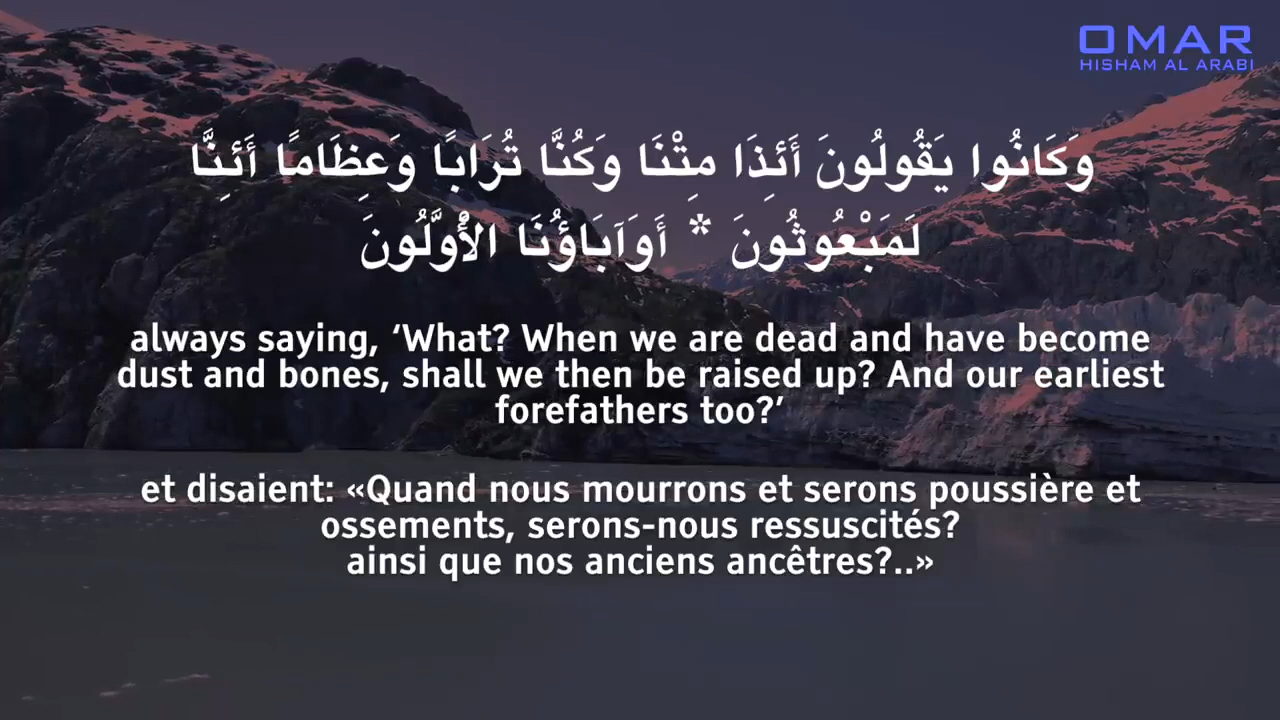 OMAR
HISHAM AL ARABI
وَكَانُوا يَقُولُونَ أَئِذَا مِتْنَا وَكُنَّا تُرَابًا وَعِظَامًا أَئِنَّا
لَمَبْعُوثُونَ * أَوَآبَاؤُنَا الْأَوَّلُونَ
always saying, ‘What? When we are dead and have become
dust and bones, shall we then be raised up? And our earliest
forefathers too?’
et disaient: «Quand nous mourrons et serons poussière et
ossements, serons-nous ressuscités?
ainsi que nos anciens ancêtres?..»